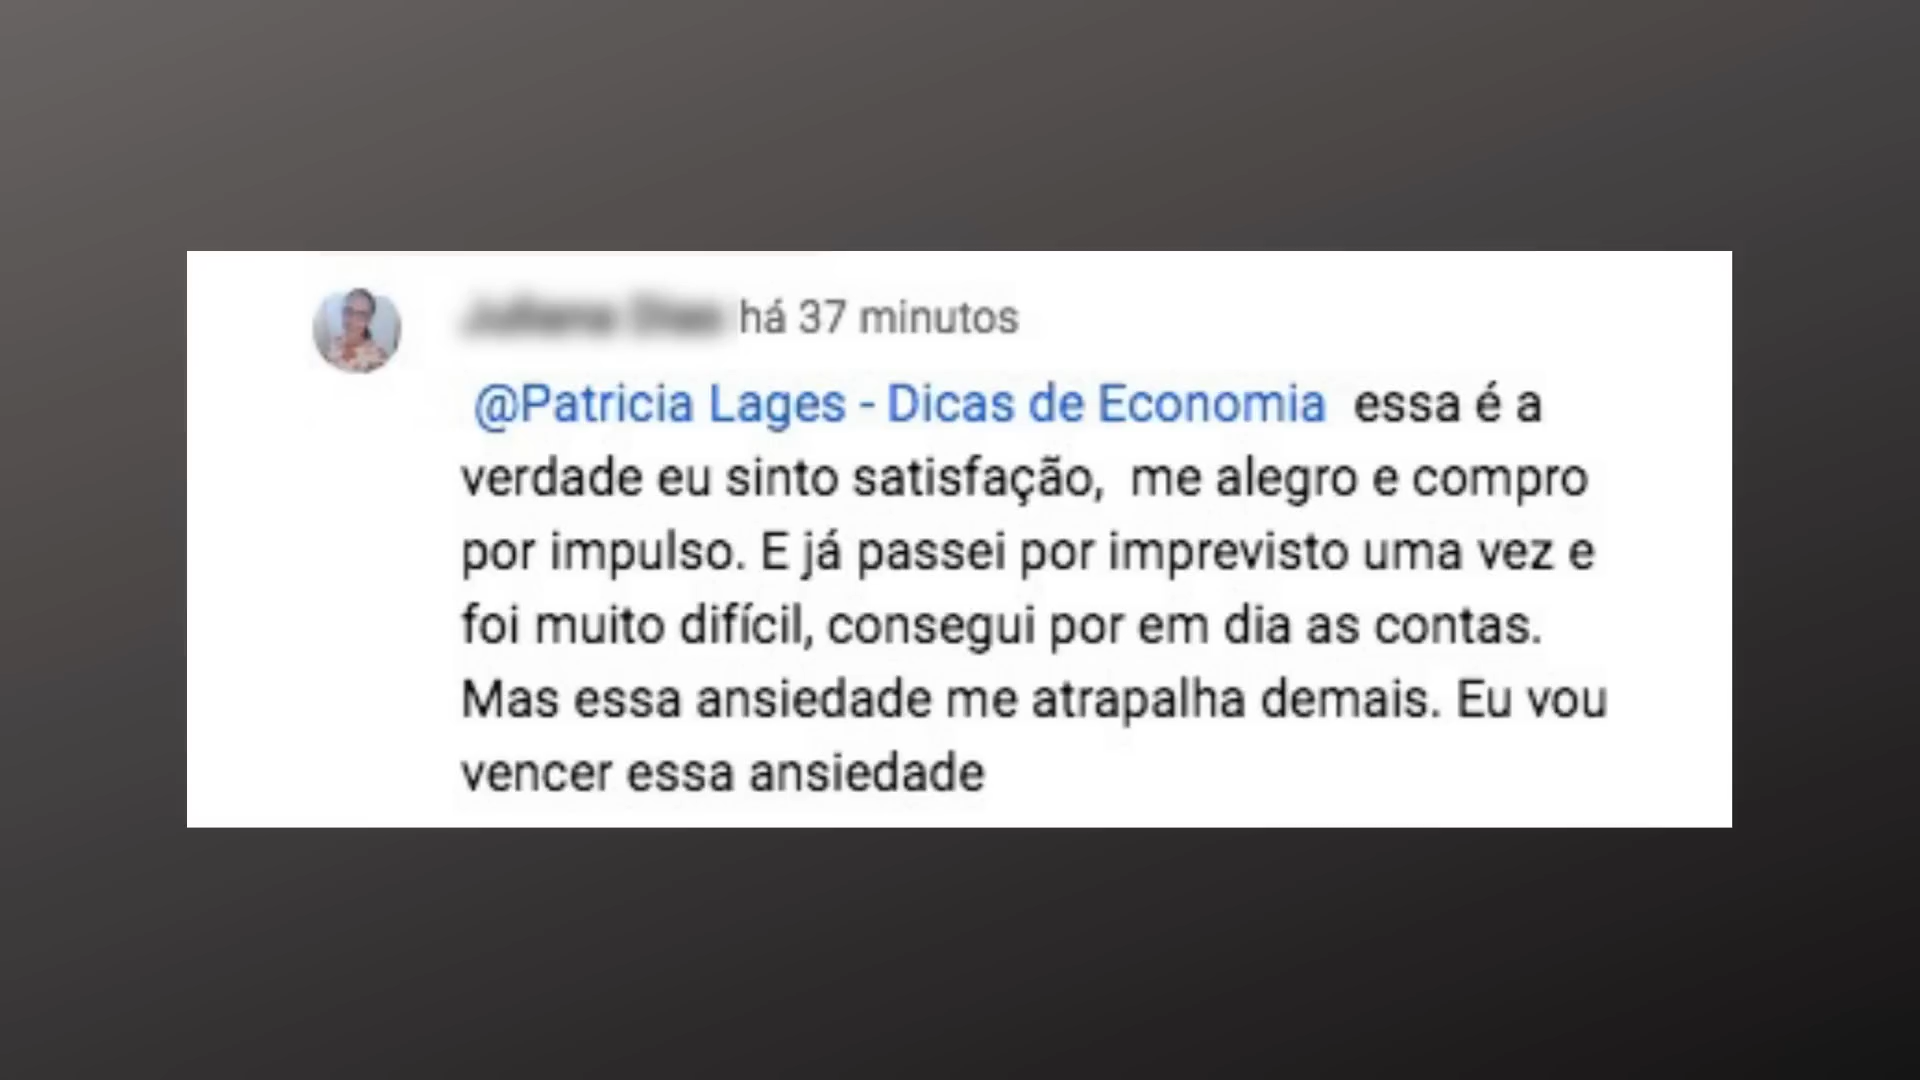 há 37 minutos
@Patricia Lages - Dicas de Economia essa é a
verdade eu sinto satisfação, me alegro e compro
por impulso. E já passei por imprevisto uma vez e
foi muito difícil, consegui por em dia as contas.
Mas essa ansiedade me atrapalha demais. Eu vou
vencer essa ansiedade